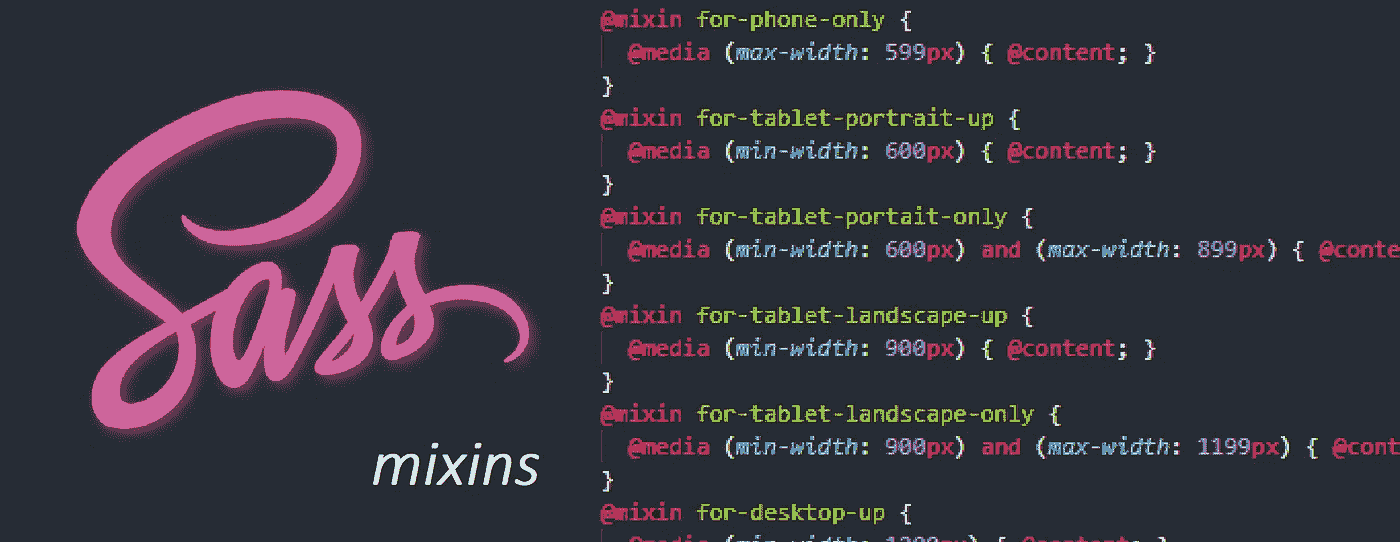 Sass
mixins
@mixin for-phone-only {
@media (max-width: 599px) { @content; }
}
@mixin for-tablet-portrait-up {
@media (min-width: 600px) { @content; }
}
@mixin for-tablet-portait-only {
@media (min-width: 600px) and (max-width: 899px) { @conte
}
@mixin for-tablet-landscape-up {
@media (min-width: 900px) { @content; }
}
@mixin for-tablet-landscape-only {
@media (min-width: 900px) and (max-width: 1199px) { @cont
}
@mixin for-desktop-up {